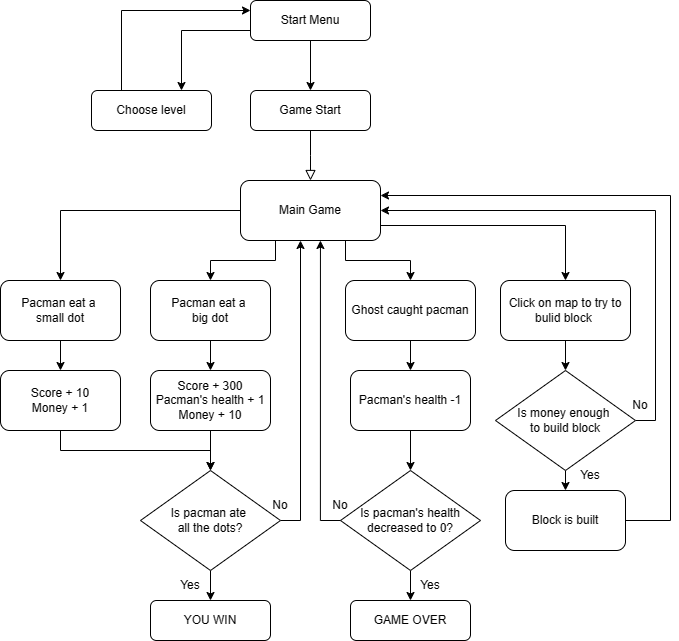 Start Menu
Choose level
Game Start
Main Game
Pacman eat a
small dot
Pacman eat a
big dot
Ghost caught pacman
Click on map to try to
bulid block
Score + 10
Money + 1
Score + 300
Pacman's health + 1
Money + 10
Pacman's health -1
Is money enough
to build block
No
Yes
Is pacman ate
all the dots?
No
No
Is pacman's health
decreased to 0?
Block is built
Yes
Yes
YOU WIN
GAME OVER